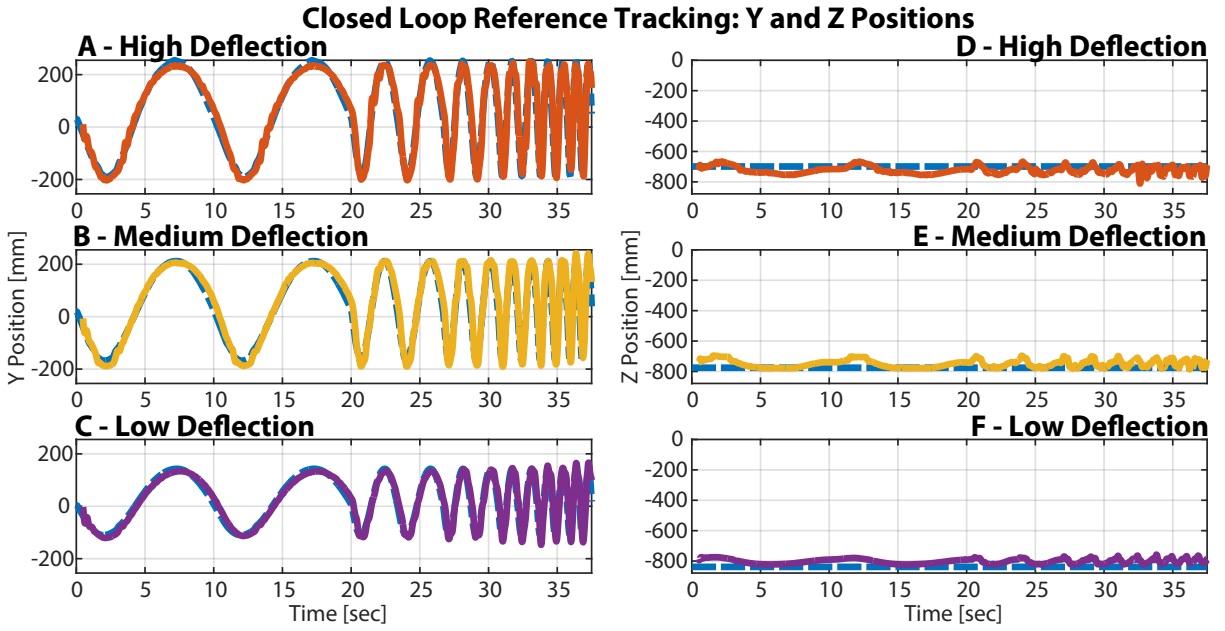 Closed Loop Reference Tracking: Y and Z Positions
A - High Deflection
200
0
-200
0 5 10 15 20 25 30 35
B - Medium Deflection
200
0
-200
0 5 10 15 20 25 30 35
C - Low Deflection
200
0
-200
0 5 10 15 20 25 30 35
Y Position [mm]
Time [sec]
D - High Deflection
0
-200
-400
-600
-800
0 5 10 15 20 25 30 35
E - Medium Deflection
0
-200
-400
-600
-800
0 5 10 15 20 25 30 35
F - Low Deflection
0
-200
-400
-600
-800
0 5 10 15 20 25 30 35
Z Position [mm]
Time [sec]